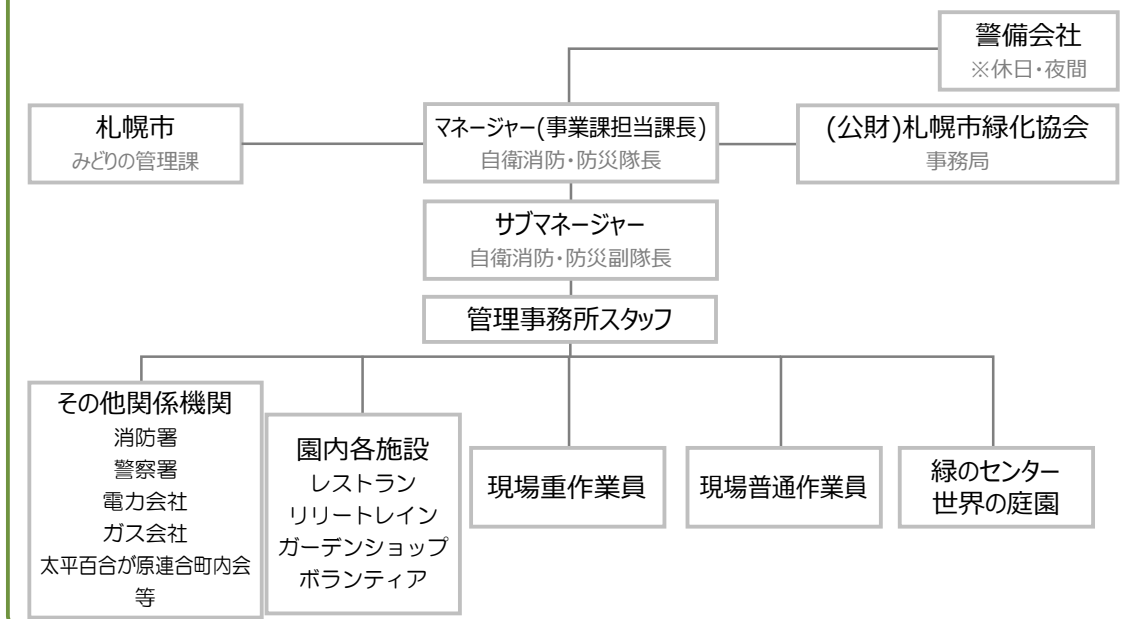 警備会社
※休日・夜間
札幌市
みどりの管理課
マネージャー(事業課担当課長)
自衛消防・防災隊長
(公財)札幌市緑化協会
事務局
サブマネージャー
自衛消防・防災副隊長
管理事務所スタッフ
その他関係機関
消防署
警察署
電力会社
ガス会社
太平百合が原連合町内会
等
園内各施設
レストラン
リリートレイン
ガーデンショップ
ボランティア
現場重作業員
現場普通作業員
緑のセンター
世界の庭園